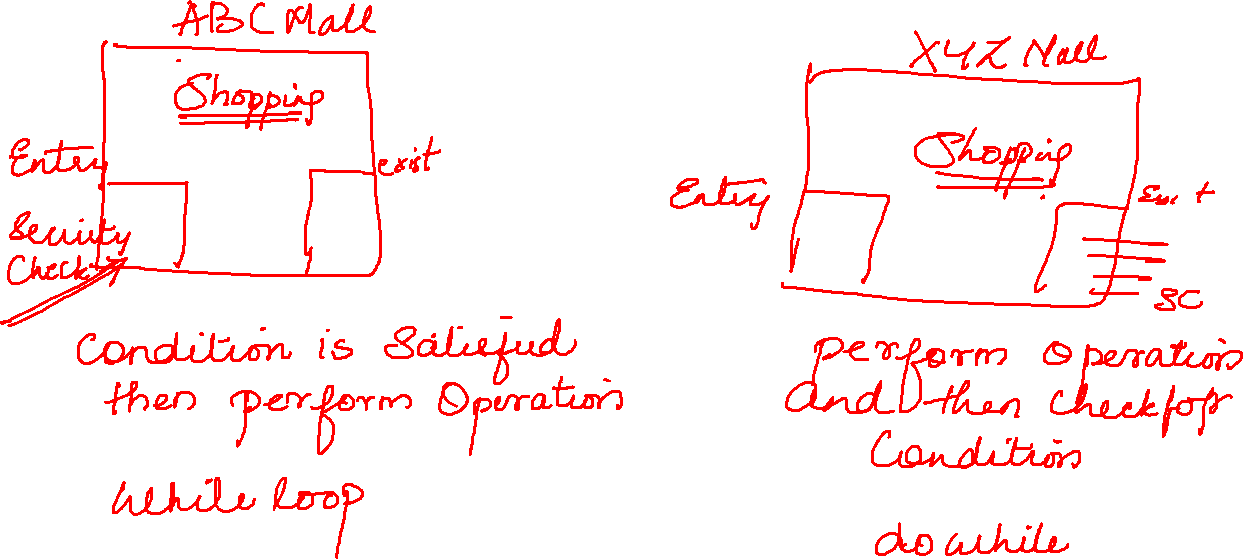 ABC Mall
Shopping
Entry
exist
Security
Check
Condition is Satisfied
then perform Operation
While loop
XYZ Mall
Shopping
Entry
Exit
SC
perform Operation
and then check for
Condition
do while